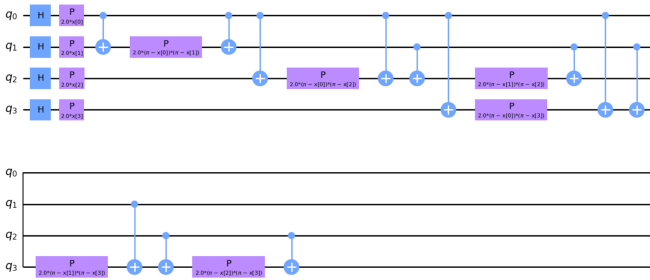 q0 H P 2.0*x[0]
q1 H P 2.0*x[1] P 2.0*(π − x[0])*(π − x[1])
q2 H P 2.0*x[2] P 2.0*(π − x[0])*(π − x[2]) P 2.0*(π − x[1])*(π − x[2])
q3 H P 2.0*x[3] P 2.0*(π − x[0])*(π − x[3])
q0
q1
q2
q3 P 2.0*(π − x[1])*(π − x[3]) P 2.0*(π − x[2])*(π − x[3])